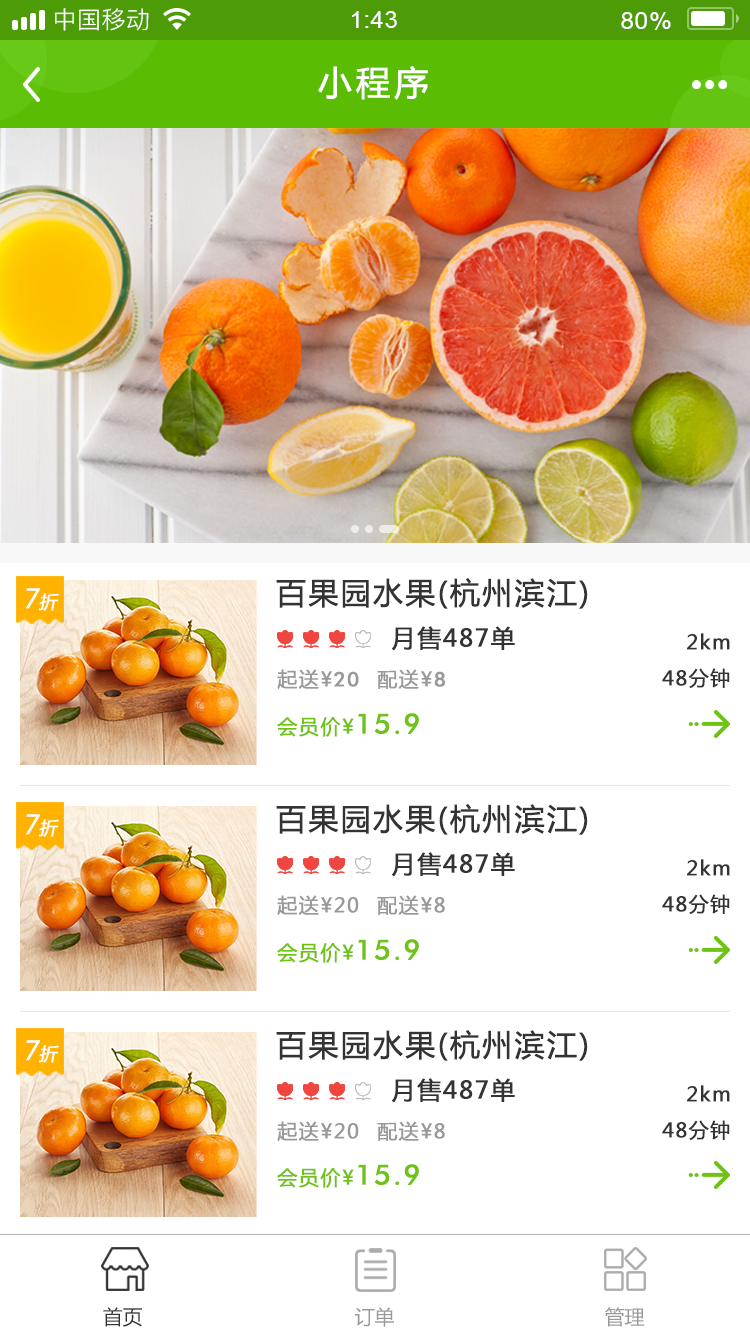 中国移动 1:43 80%
小程序
7折
百果园水果(杭州滨江)
月售487单 2km
起送¥20 配送¥8 48分钟
会员价¥15.9
7折
百果园水果(杭州滨江)
月售487单 2km
起送¥20 配送¥8 48分钟
会员价¥15.9
7折
百果园水果(杭州滨江)
月售487单 2km
起送¥20 配送¥8 48分钟
会员价¥15.9
首页 订单 管理